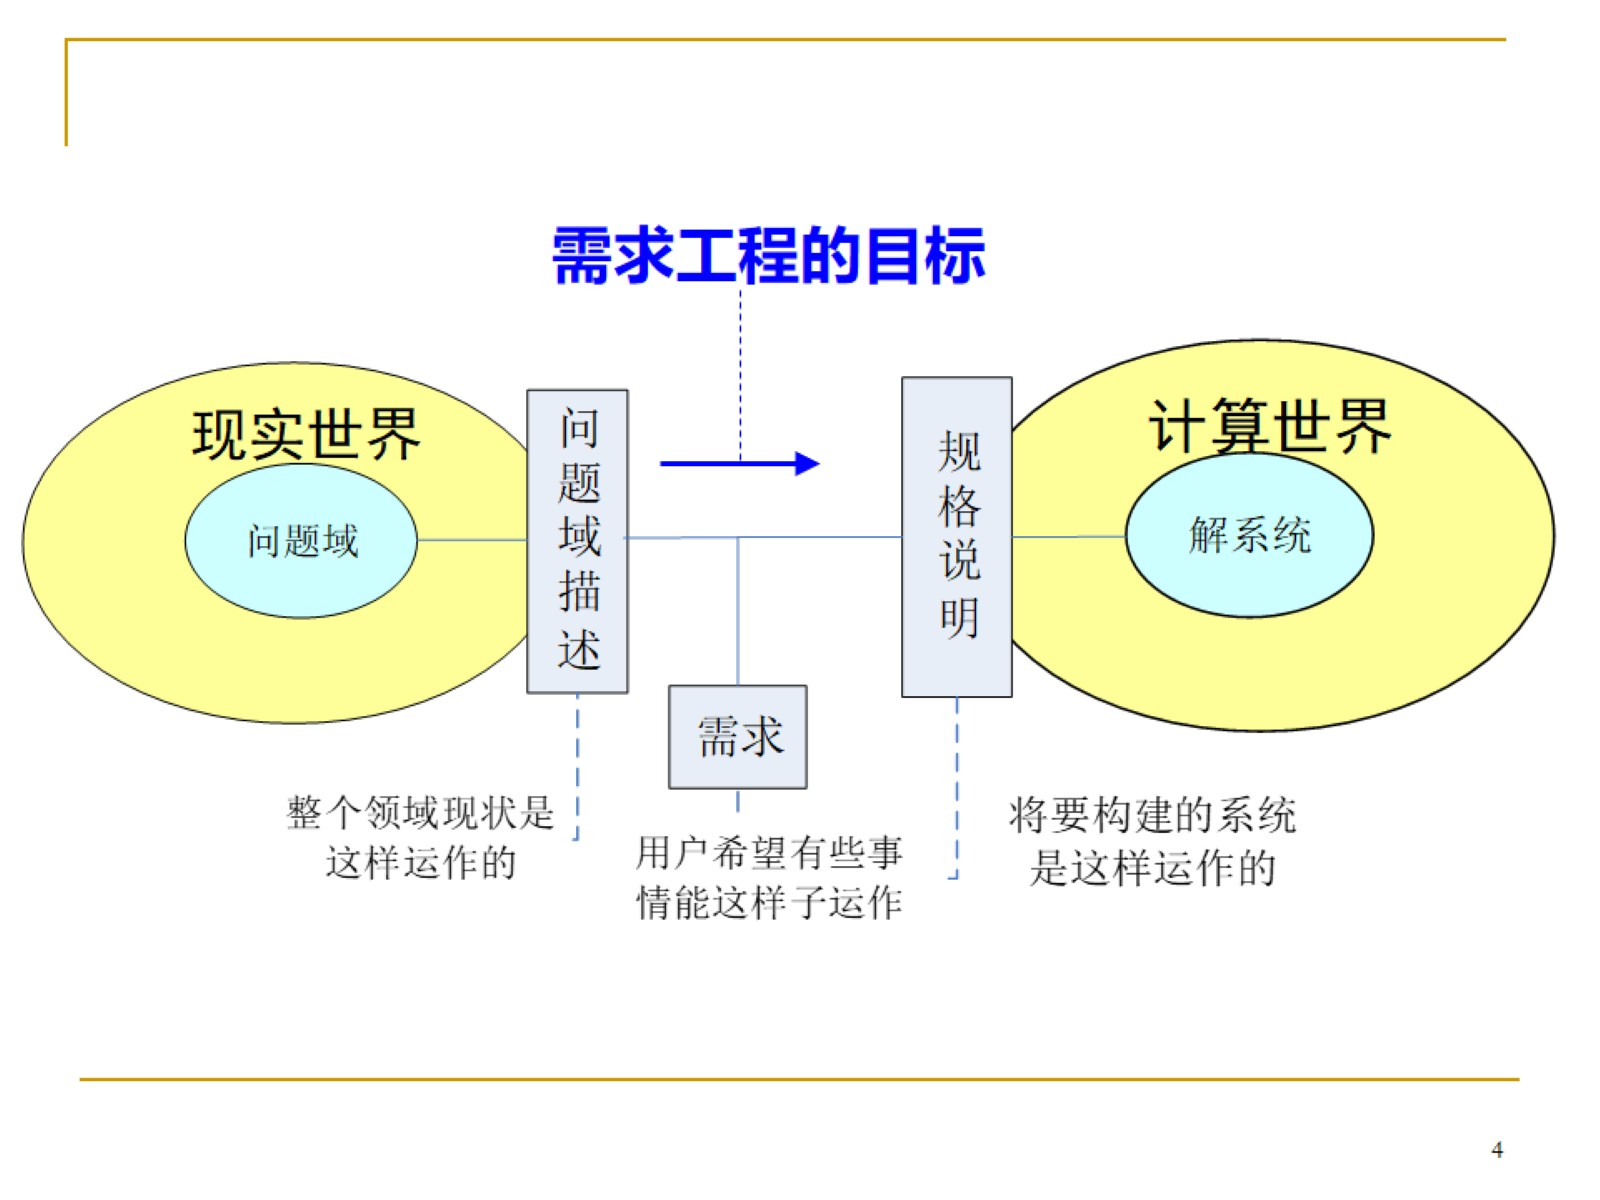 需求工程的目标
现实世界
问题域
问题域描述
需求
规格说明
计算世界
解系统
整个领域现状是
这样运作的
用户希望有些事
情能这样子运作
将要构建的系统
是这样运作的
4